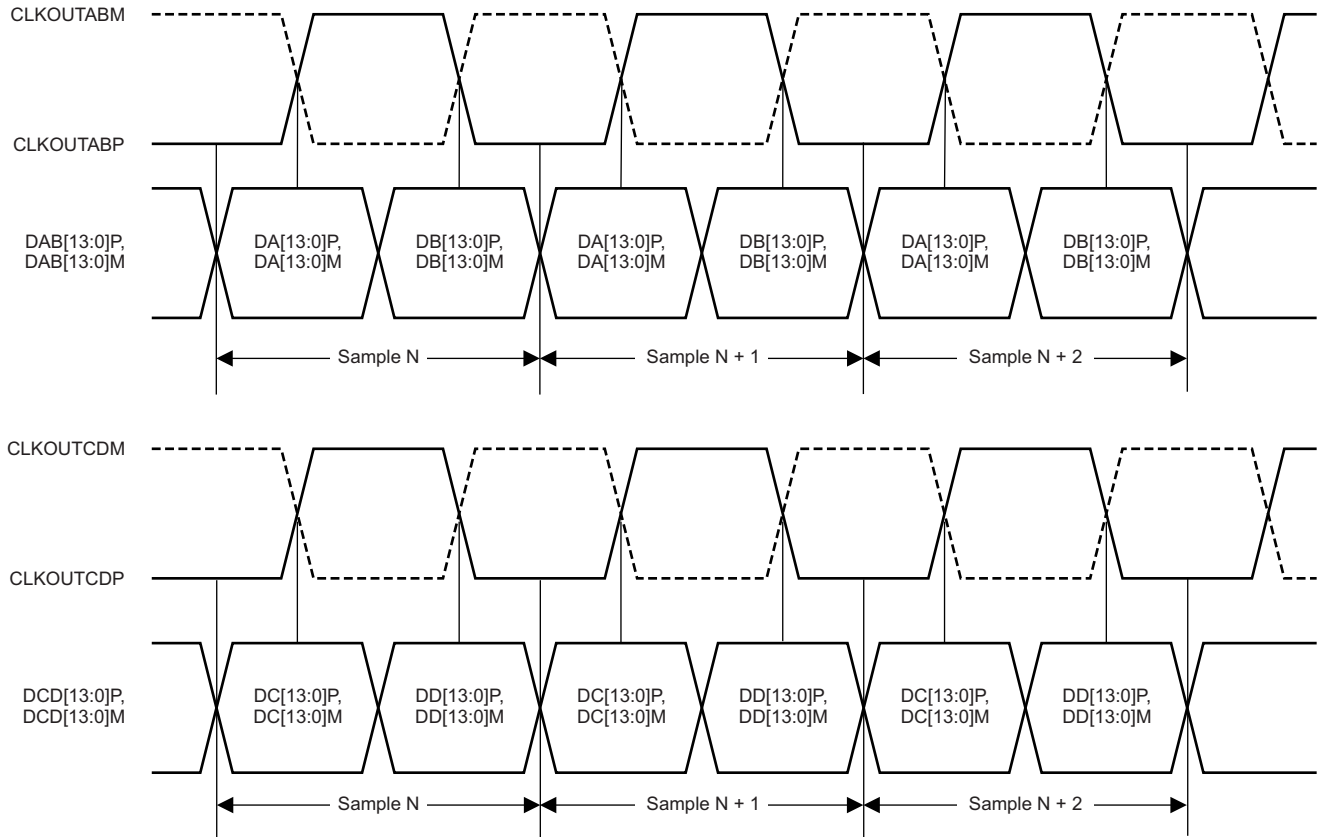 CLKOUTABM
CLKOUTABP
DAB[13:0]P,
DAB[13:0]M
DA[13:0]P,
DA[13:0]M
DB[13:0]P,
DB[13:0]M
DA[13:0]P,
DA[13:0]M
DB[13:0]P,
DB[13:0]M
DA[13:0]P,
DA[13:0]M
DB[13:0]P,
DB[13:0]M
Sample N
Sample N + 1
Sample N + 2
CLKOUTCDM
CLKOUTCDP
DCD[13:0]P,
DCD[13:0]M
DC[13:0]P,
DC[13:0]M
DD[13:0]P,
DD[13:0]M
DC[13:0]P,
DC[13:0]M
DD[13:0]P,
DD[13:0]M
DC[13:0]P,
DC[13:0]M
DD[13:0]P,
DD[13:0]M
Sample N
Sample N + 1
Sample N + 2